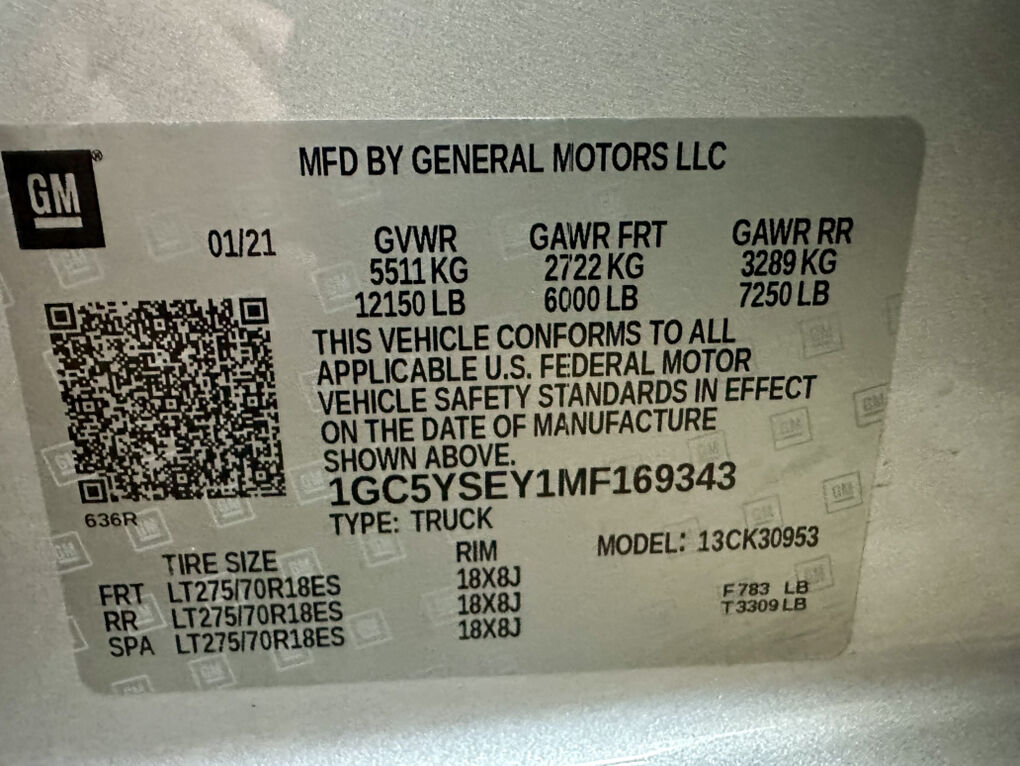 GM®
MFD BY GENERAL MOTORS LLC
01/21
GVWR GAWR FRT GAWR RR
5511 KG 2722 KG 3289 KG
12150 LB 6000 LB 7250 LB
THIS VEHICLE CONFORMS TO ALL
APPLICABLE U.S. FEDERAL MOTOR
VEHICLE SAFETY STANDARDS IN EFFECT
ON THE DATE OF MANUFACTURE
SHOWN ABOVE.
1GC5YSEY1MF169343
636R
TYPE: TRUCK
MODEL: 13CK30953
TIRE SIZE RIM
FRT LT275/70R18ES 18X8J
RR LT275/70R18ES 18X8J
SPA LT275/70R18ES 18X8J
F 783 LB
T 3309 LB